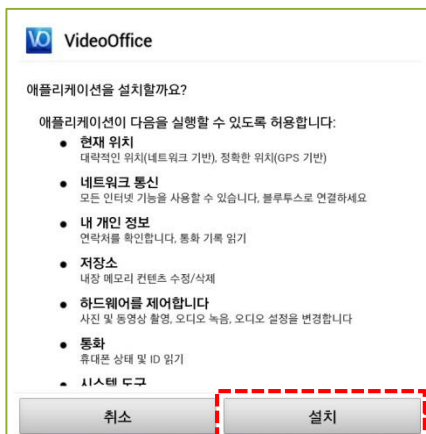 VO VideoOffice
애플리케이션을 설치할까요?
애플리케이션이 다음을 실행할 수 있도록 허용합니다:
● 현재 위치
대략적인 위치(네트워크 기반), 정확한 위치(GPS 기반)
● 네트워크 통신
모든 인터넷 기능을 사용할 수 있습니다, 블루투스로 연결하세요
● 내 개인 정보
연락처를 확인합니다, 통화 기록 읽기
● 저장소
내장 메모리 컨텐츠 수정/삭제
● 하드웨어를 제어합니다
사진 및 동영상 촬영, 오디오 녹음, 오디오 설정을 변경합니다
● 통화
휴대폰 상태 및 ID 읽기
● 시스템 도구
취소 설치